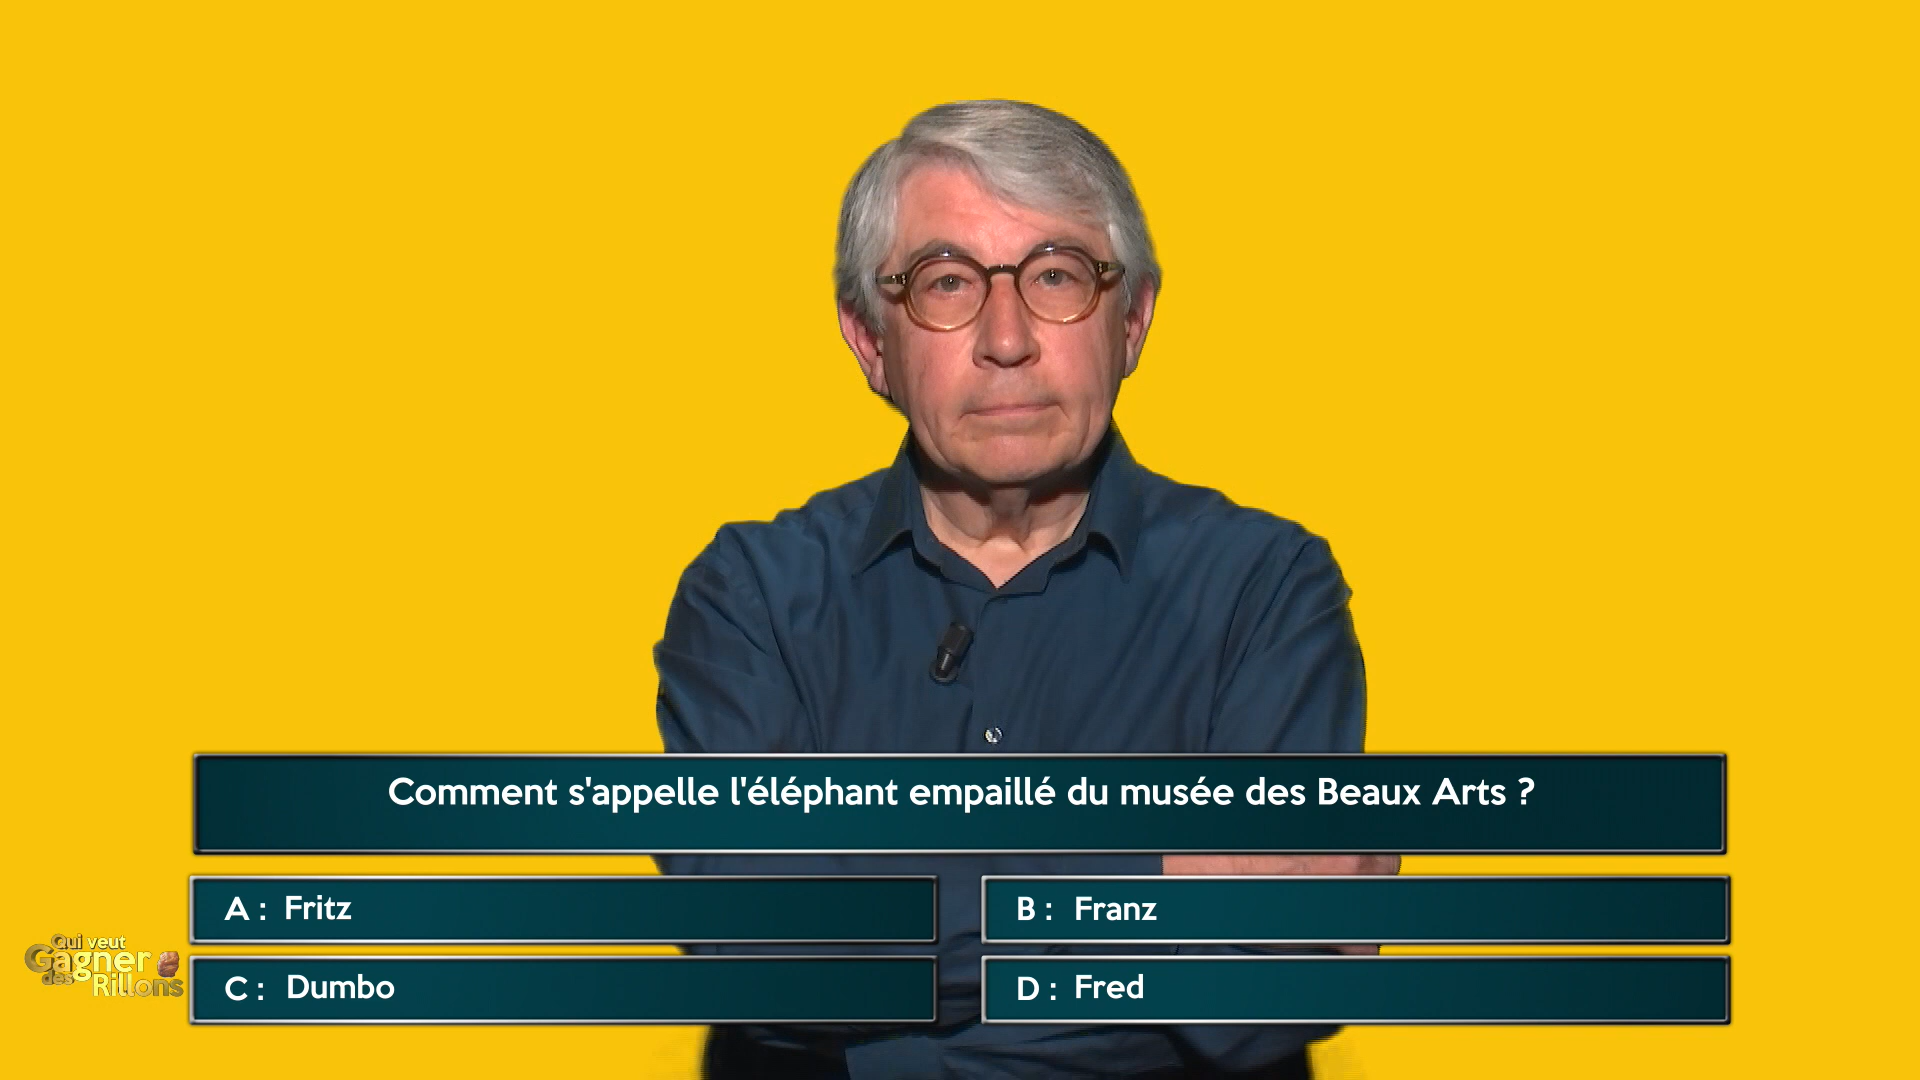 Comment s'appelle l'éléphant empaillé du musée des Beaux Arts ?
A : Fritz
B : Franz
C : Dumbo
D : Fred
Qui veut
Gagner
des
Rillons